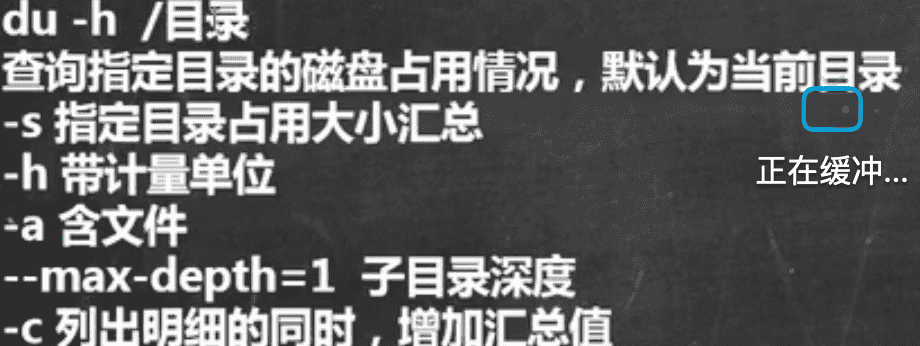 du -h  /目录
查询指定目录的磁盘占用情况，默认为当前目录
-s 指定目录占用大小汇总
-h 带计量单位
正在缓冲...
-a 含文件
--max-depth=1  子目录深度
-c 列出明细的同时，增加汇总值